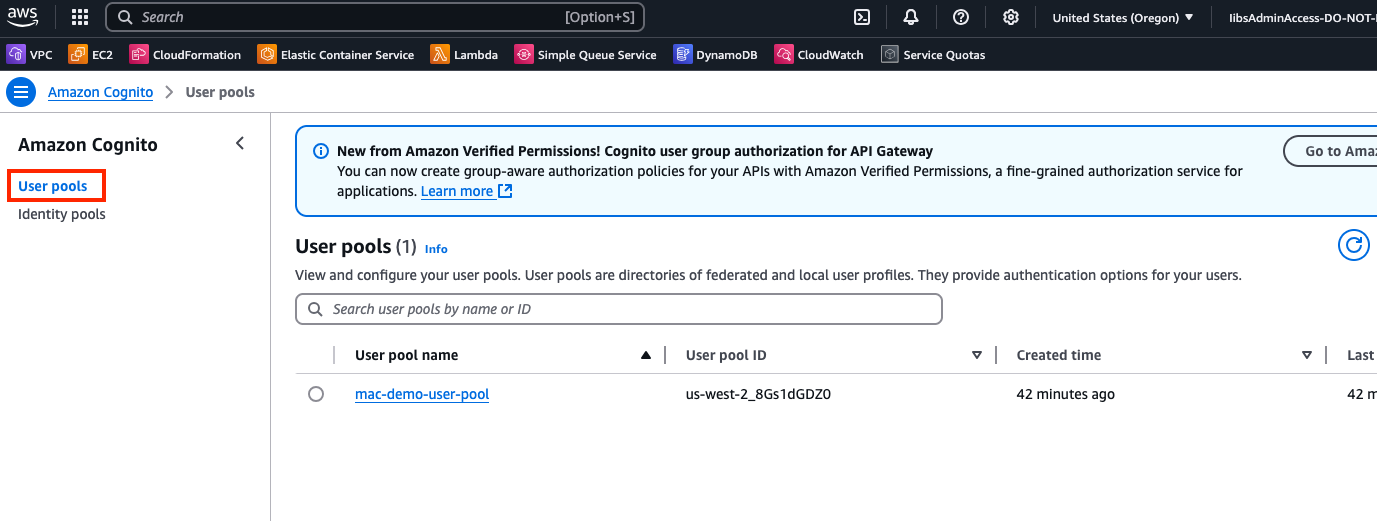 aws
Search [Option+S]
United States (Oregon)
IibsAdminAccess-DO-NOT-
VPC EC2 CloudFormation Elastic Container Service Lambda Simple Queue Service DynamoDB CloudWatch Service Quotas
Amazon Cognito > User pools
Amazon Cognito
User pools
Identity pools
New from Amazon Verified Permissions! Cognito user group authorization for API Gateway
You can now create group-aware authorization policies for your APIs with Amazon Verified Permissions, a fine-grained authorization service for
applications. Learn more
Go to Amaz
User pools (1) Info
View and configure your user pools. User pools are directories of federated and local user profiles. They provide authentication options for your users.
Search user pools by name or ID
User pool name User pool ID Created time Last
mac-demo-user-pool us-west-2_8Gs1dGDZ0 42 minutes ago 42 m